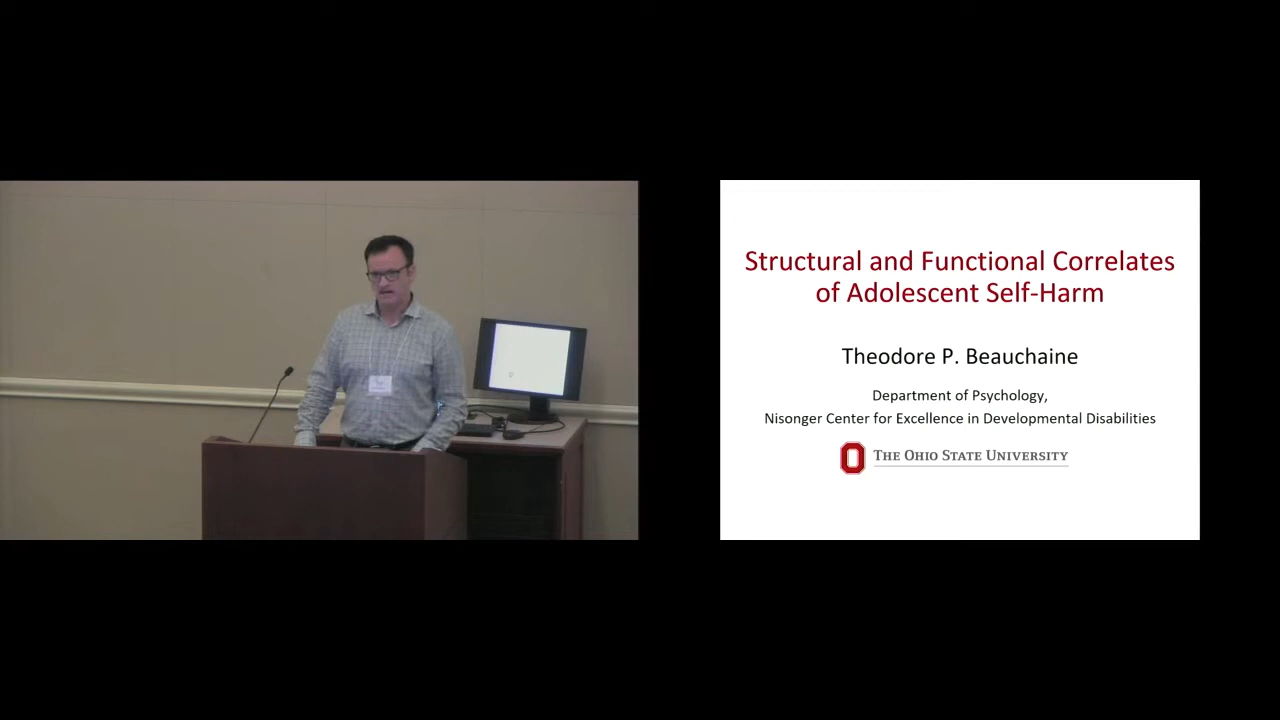 Structural and Functional Correlates
of Adolescent Self-Harm
Theodore P. Beauchaine
Department of Psychology,
Nisonger Center for Excellence in Developmental Disabilities
THE OHIO STATE UNIVERSITY